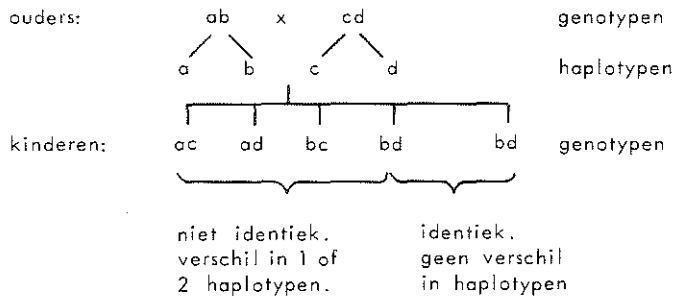 ouders: ab x cd genotypen
a b c d haplotypen
kinderen: ac ad bc bd bd genotypen
niet identiek. identiek.
verschil in 1 of geen verschil
2 haplotypen. in haplotypen